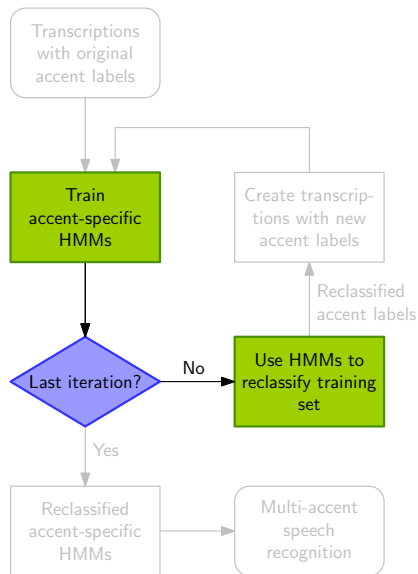 Transcriptions
with original
accent labels
Train
accent-specific
HMMs
Create transcrip-
tions with new
accent labels
Reclassified
accent labels
Last iteration?
No
Use HMMs to
reclassify training
set
Yes
Reclassified
accent-specific
HMMs
Multi-accent
speech
recognition